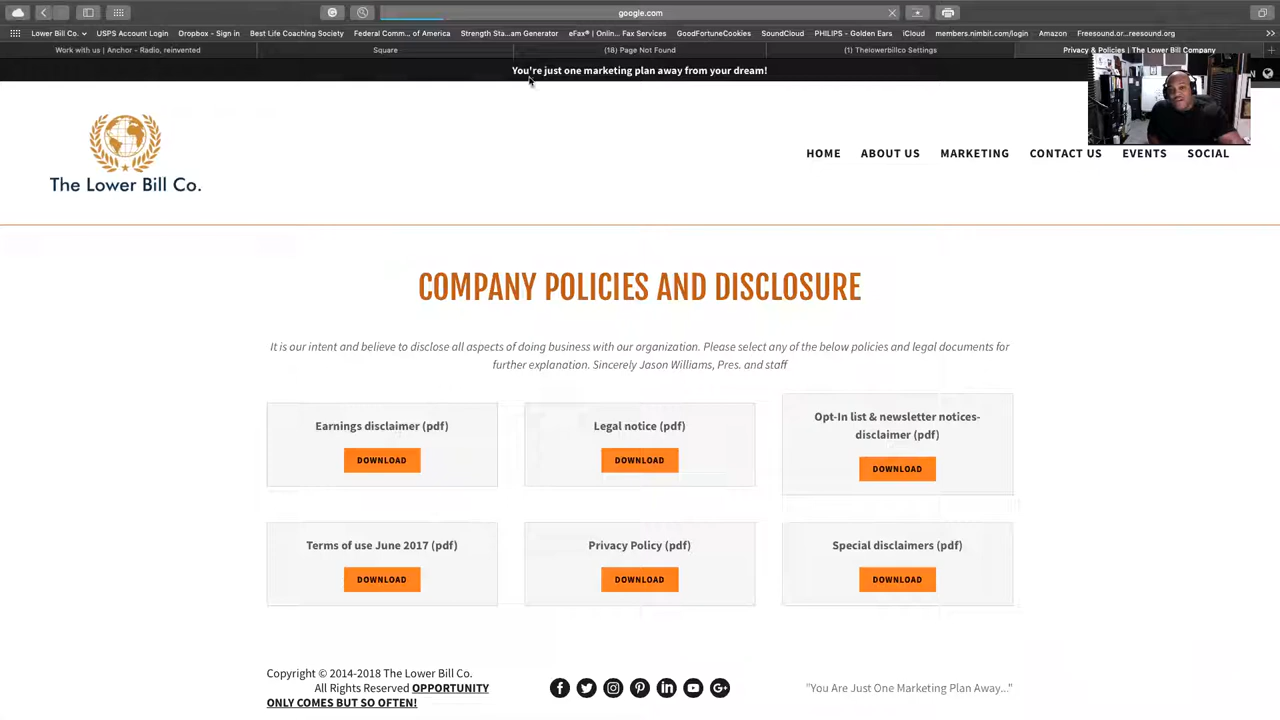 google.com
Lower Bill Co. USPS Account Login Dropbox - Sign in Best Life Coaching Society Federal Comm... of America Strength Sta...am Generator eFax® | Onlin... Fax Services GoodFortuneCookies SoundCloud PHILIPS - Golden Ears iCloud members.nimbit.com/login Amazon Freesound.or...reesound.org
Work with us | Anchor - Radio, reinvented Square (18) Page Not Found (1) Thelowerbillco Settings Privacy & Policies | The Lower Bill Company
You're just one marketing plan away from your dream!
N
The Lower Bill Co.
HOME ABOUT US MARKETING CONTACT US EVENTS SOCIAL
COMPANY POLICIES AND DISCLOSURE
It is our intent and believe to disclose all aspects of doing business with our organization. Please select any of the below policies and legal documents for
further explanation. Sincerely Jason Williams, Pres. and staff
Earnings disclaimer (pdf)
DOWNLOAD
Legal notice (pdf)
DOWNLOAD
Opt-In list & newsletter notices-
disclaimer (pdf)
DOWNLOAD
Terms of use June 2017 (pdf)
DOWNLOAD
Privacy Policy (pdf)
DOWNLOAD
Special disclaimers (pdf)
DOWNLOAD
Copyright © 2014-2018 The Lower Bill Co.
All Rights Reserved OPPORTUNITY
ONLY COMES BUT SO OFTEN!
"You Are Just One Marketing Plan Away..."